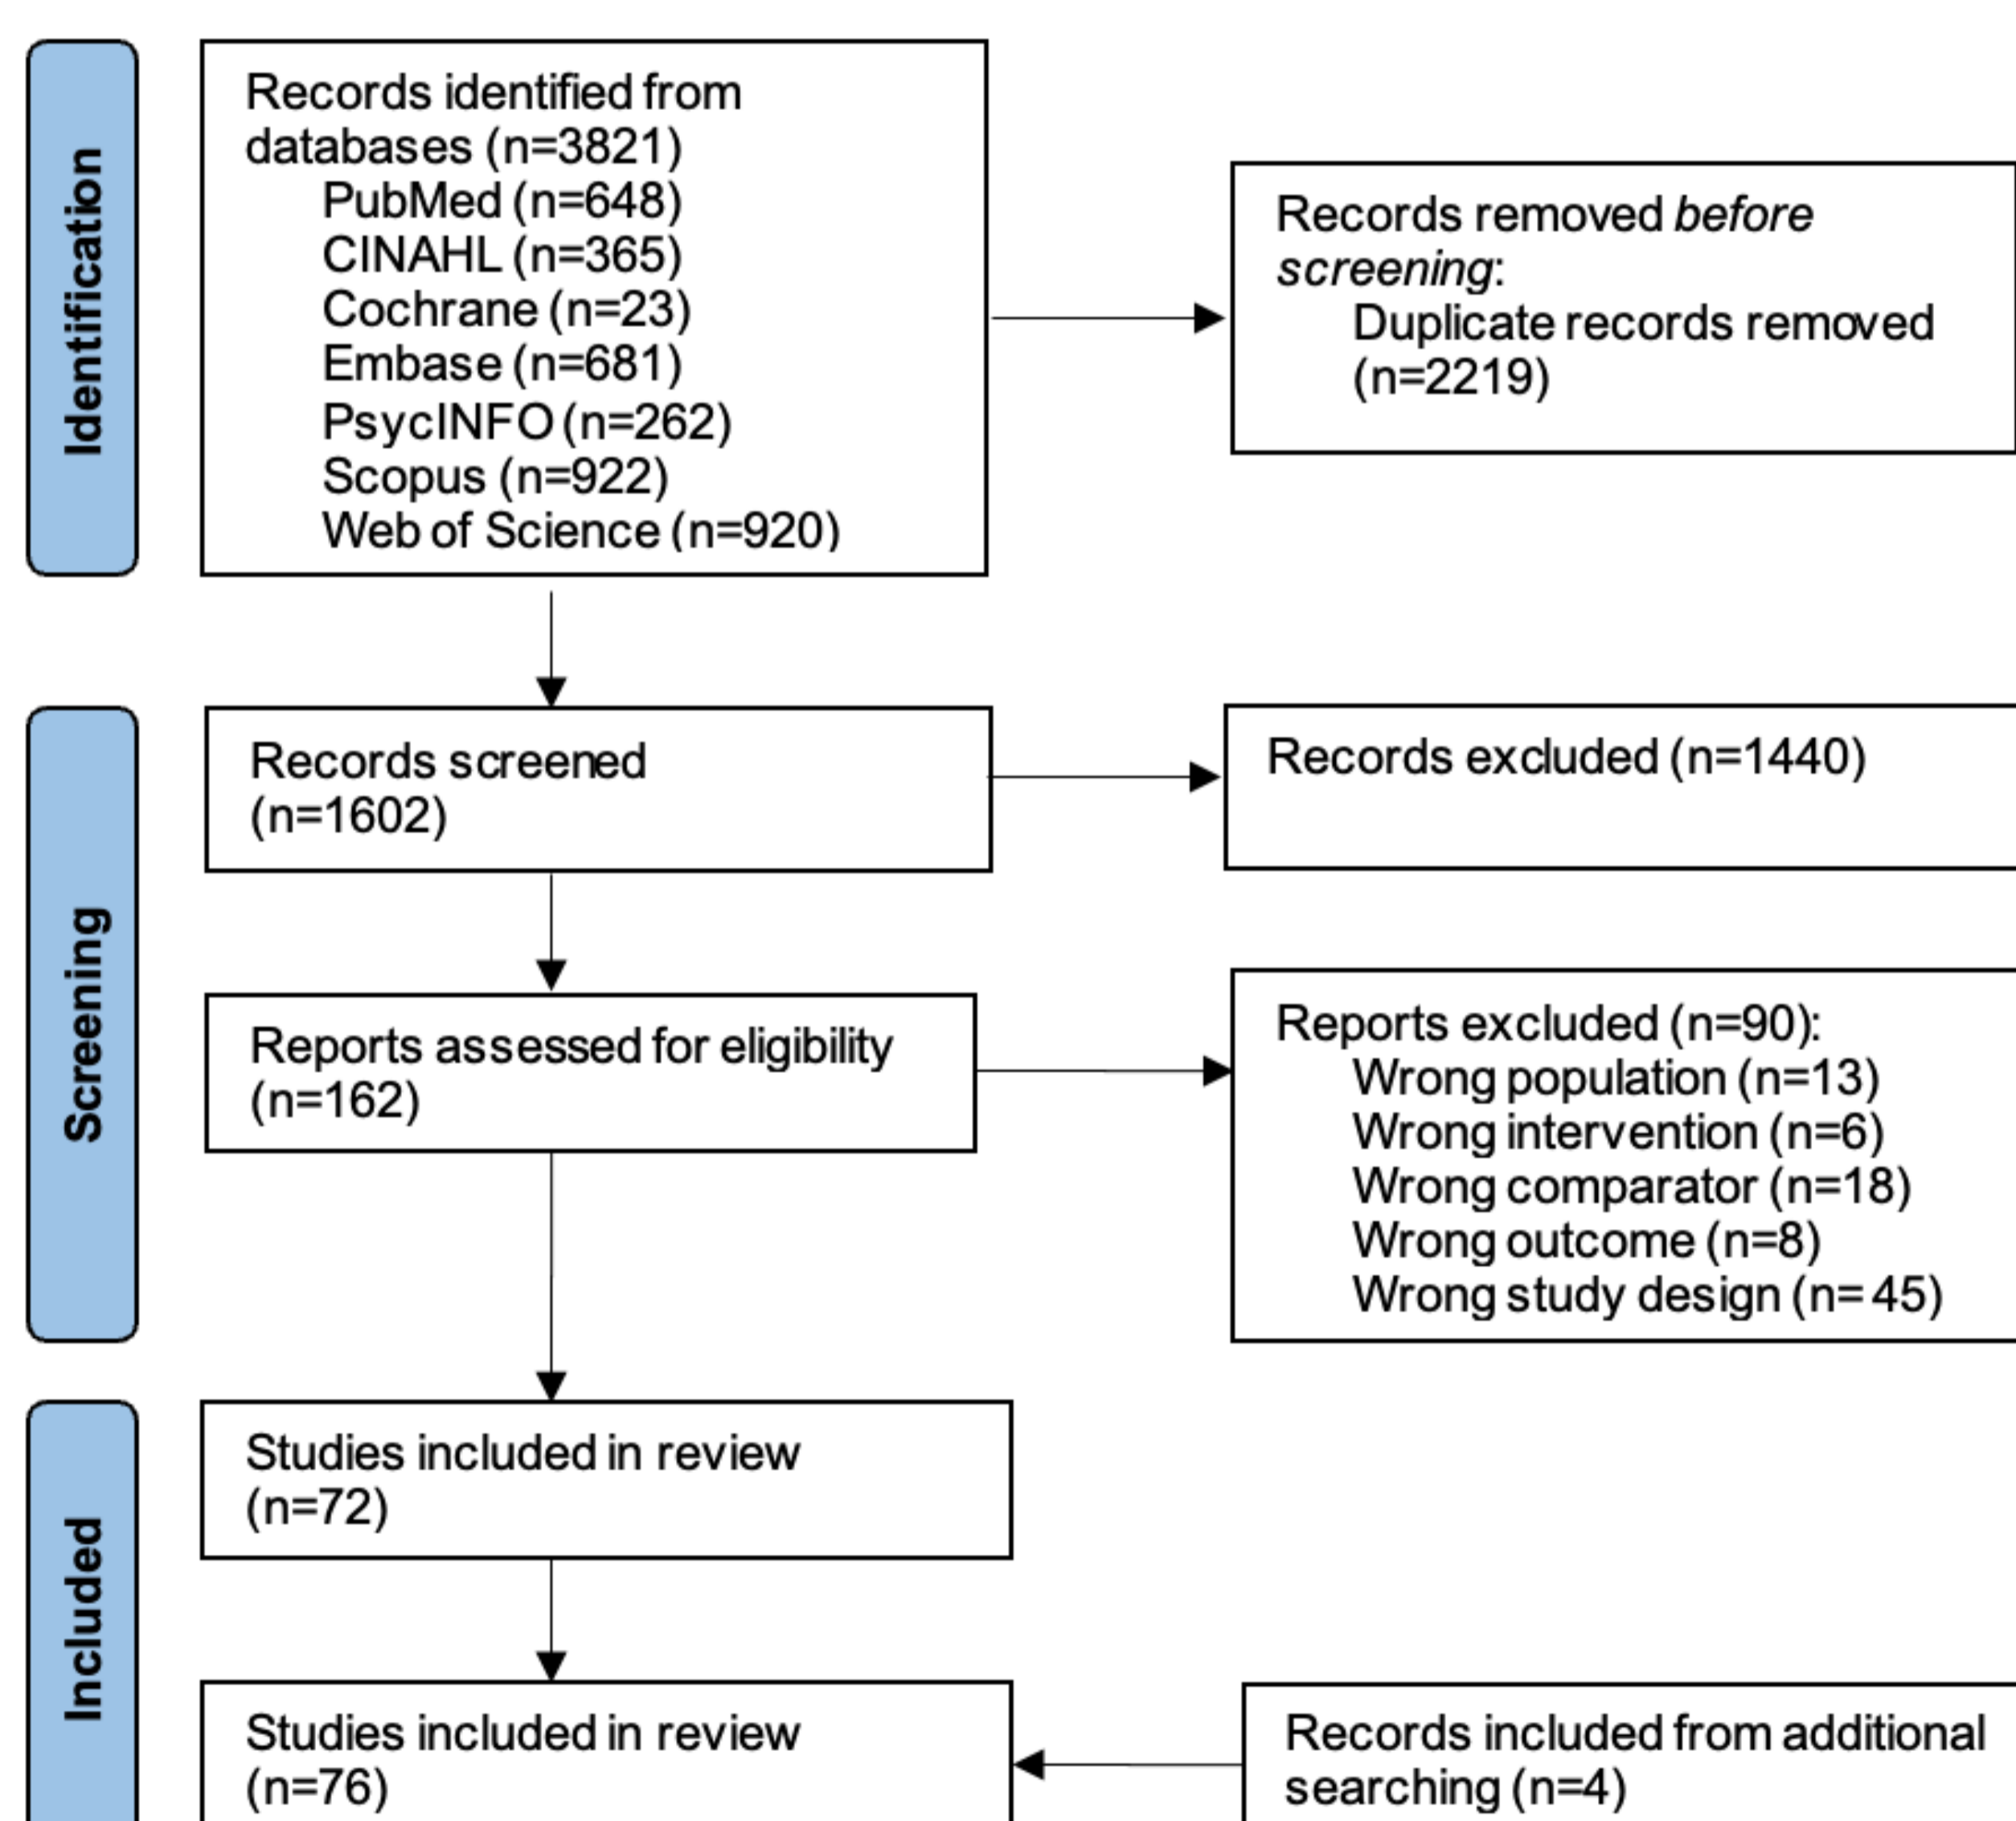 Identification
Records identified from
databases (n=3821)
PubMed (n=648)
CINAHL (n=365)
Cochrane (n=23)
Embase (n=681)
PsycINFO (n=262)
Scopus (n=922)
Web of Science (n=920)
Records removed before
screening:
Duplicate records removed
(n=2219)
Screening
Records screened
(n=1602)
Records excluded (n=1440)
Reports assessed for eligibility
(n=162)
Reports excluded (n=90):
Wrong population (n=13)
Wrong intervention (n=6)
Wrong comparator (n=18)
Wrong outcome (n=8)
Wrong study design (n= 45)
Included
Studies included in review
(n=72)
Studies included in review
(n=76)
Records included from additional
searching (n=4)